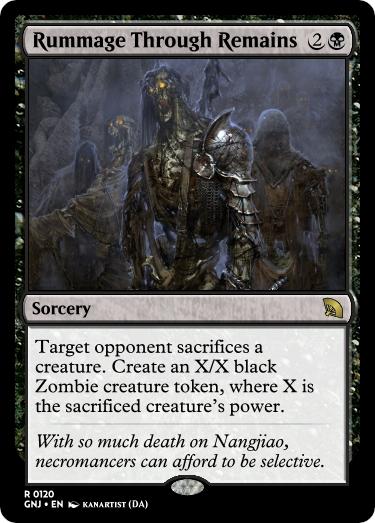 Rummage Through Remains 2
Sorcery
Target opponent sacrifices a
creature. Create an X/X black
Zombie creature token, where X is
the sacrificed creature's power.
With so much death on Nangjiao,
necromancers can afford to be selective.
R 0120
GNJ • EN KANARTIST (DA)